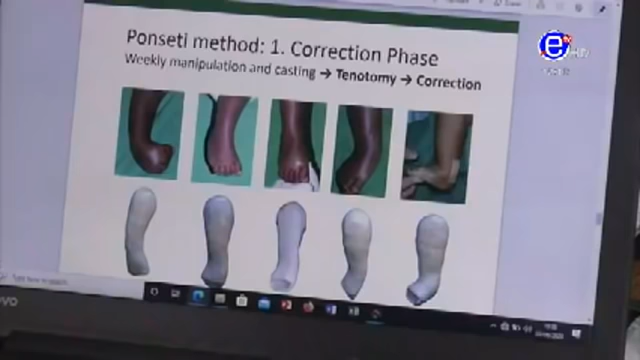 Ponseti method: 1. Correction Phase
Weekly manipulation and casting → Tenotomy → Correction